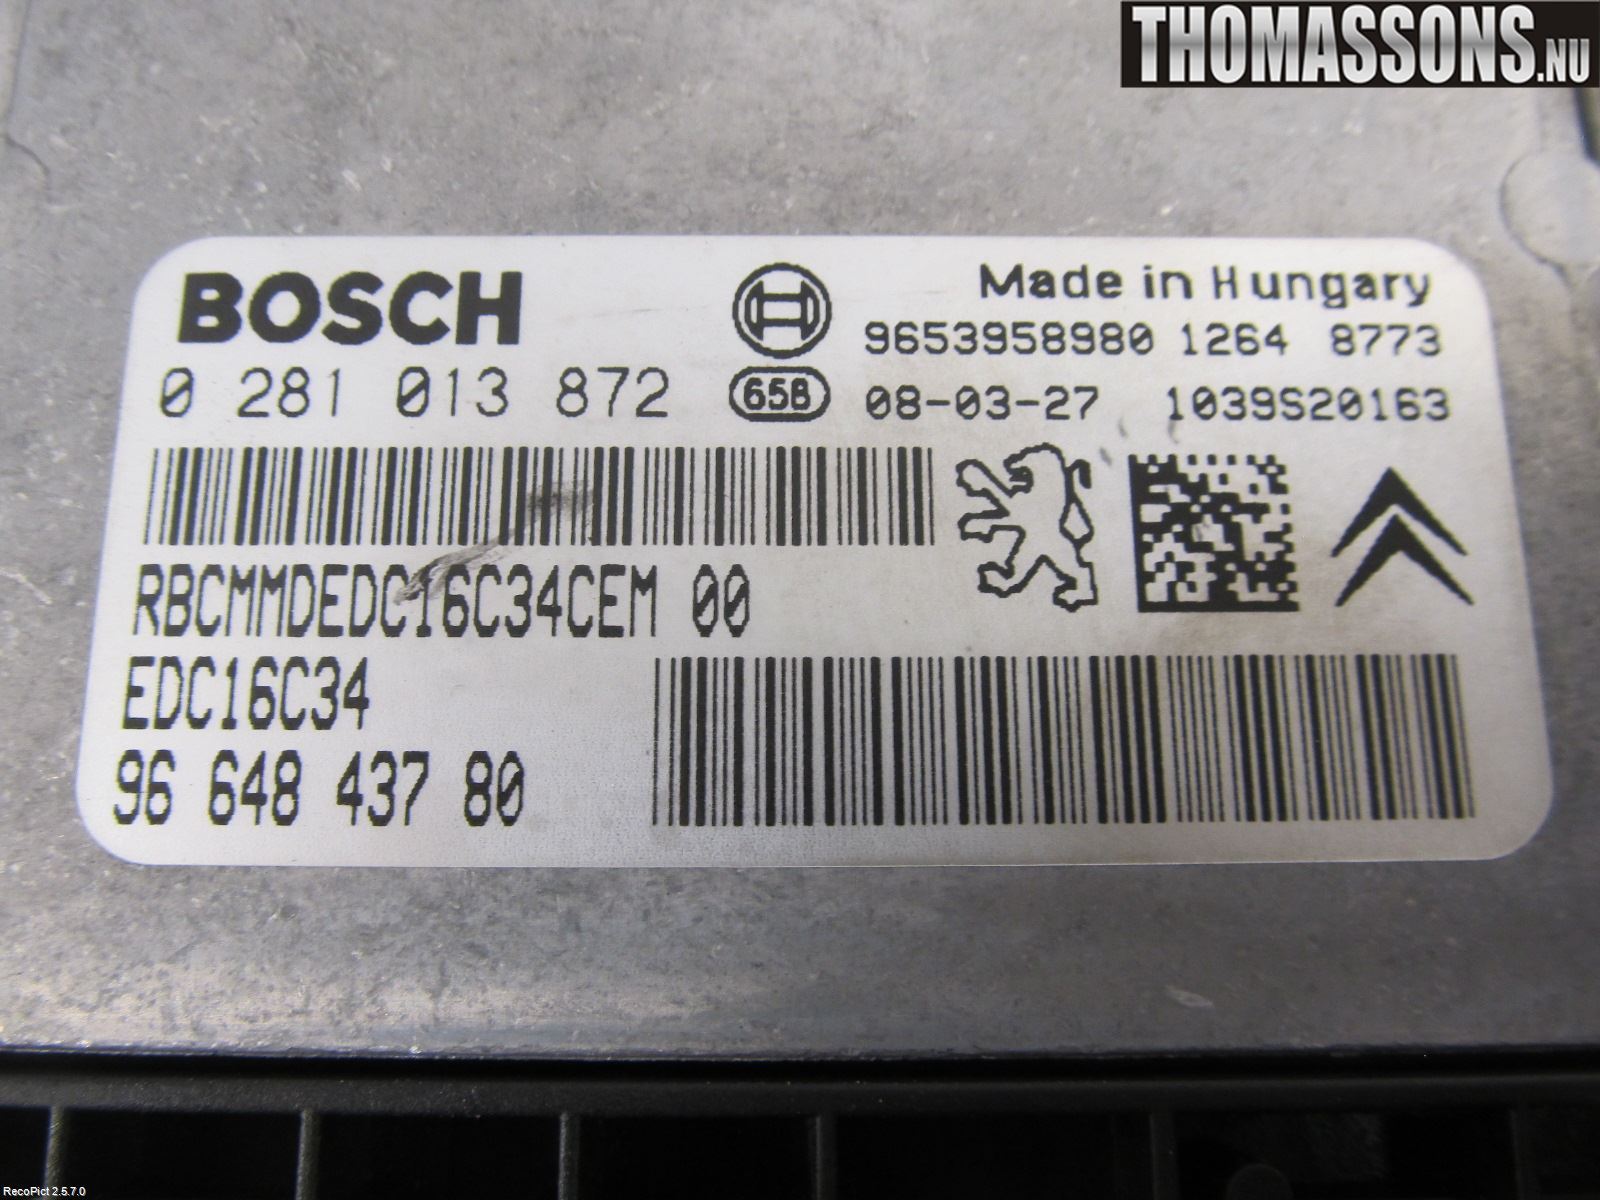 THOMASSONS.NU
BOSCH
Made in Hungary
9653958980 1264 8773
0 281 013 872
658
08-03-27 1039S20163
RBCMMDEDC16C34CEM 00
EDC16C34
96 648 437 80
RecoPict 2.5.7.0